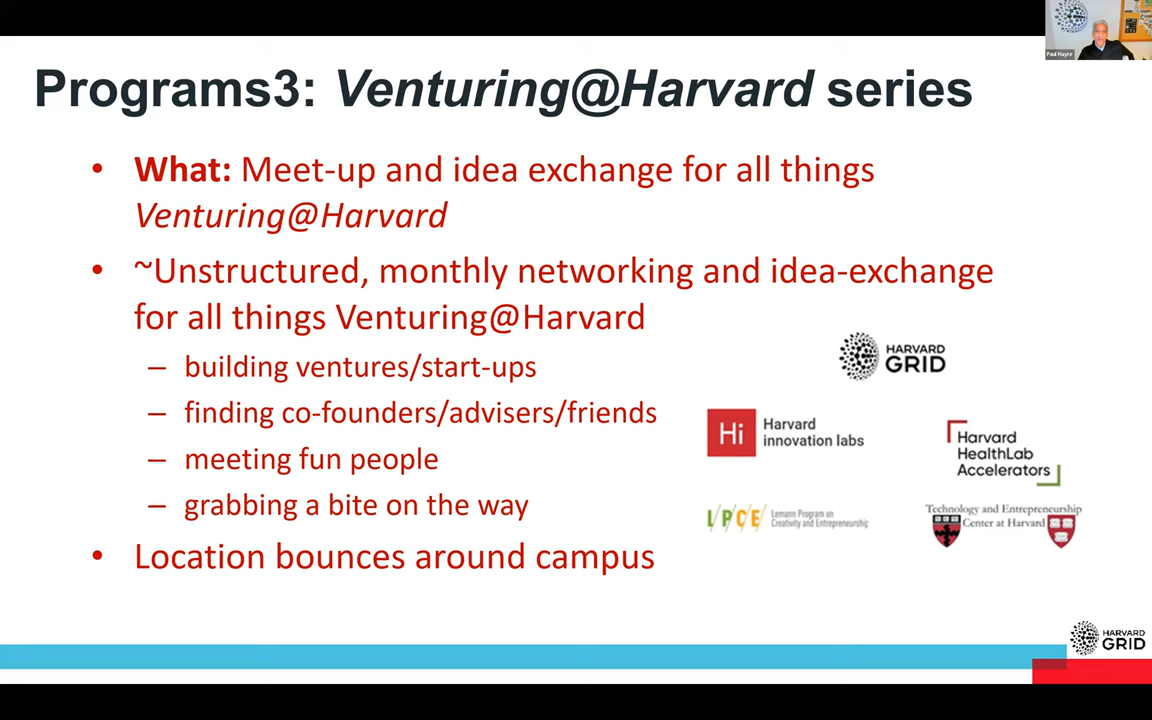 Paul Hayre
Programs3: Venturing@Harvard series
• What: Meet-up and idea exchange for all things
Venturing@Harvard
• ~Unstructured, monthly networking and idea-exchange
for all things Venturing@Harvard
– building ventures/start-ups
– finding co-founders/advisers/friends
– meeting fun people
– grabbing a bite on the way
• Location bounces around campus
HARVARD
GRID
Hi
Harvard
innovation labs
Harvard
HealthLab
Accelerators
LPCE
Lemann Program on
Creativity and Entrepreneurship
Technology and Entrepreneurship
Center at Harvard
HARVARD
GRID